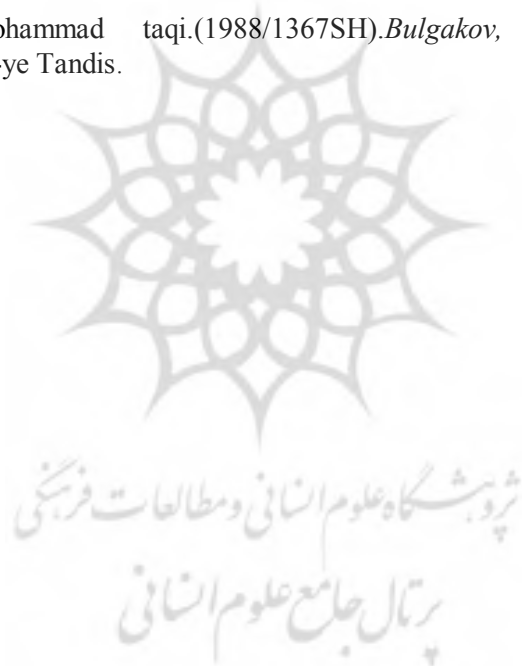 ohammad taqi.(1988/1367SH).Bulgakov,
-ye Tandis.
پژوهشگاه علوم انسانی و مطالعات فرهنگی
پرتال جامع علوم انسانی